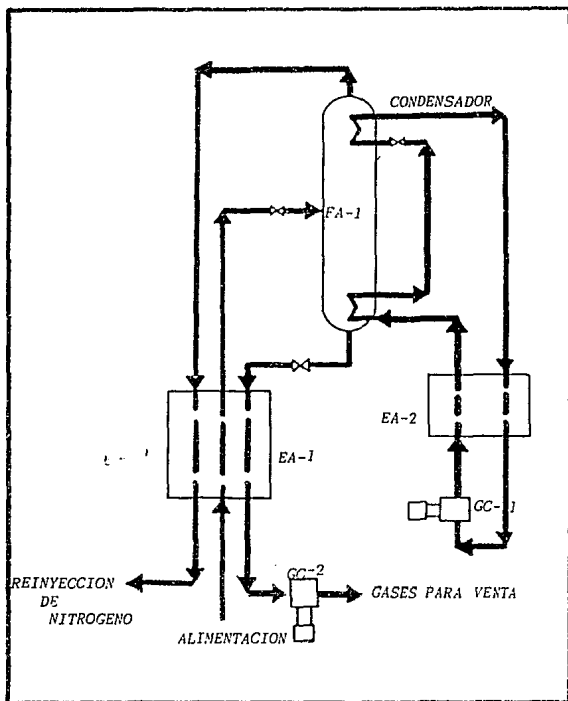 CONDENSADOR
FA-1
EA-2
EA-1
GC-1
GC-2
REINYECCION
DE
NITROGENO
GASES PARA VENTA
ALIMENTACION